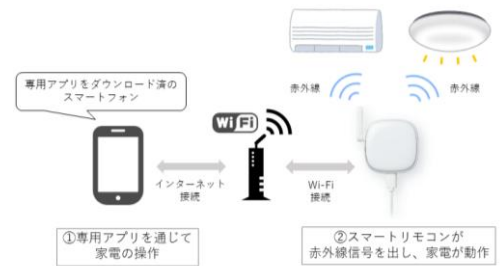 専用アプリをダウンロード済の
スマートフォン
WiFi
赤外線
赤外線
インターネット
接続
Wi-Fi
接続
①専用アプリを通じて
家電の操作
②スマートリモコンが
赤外線信号を出し、家電が動作